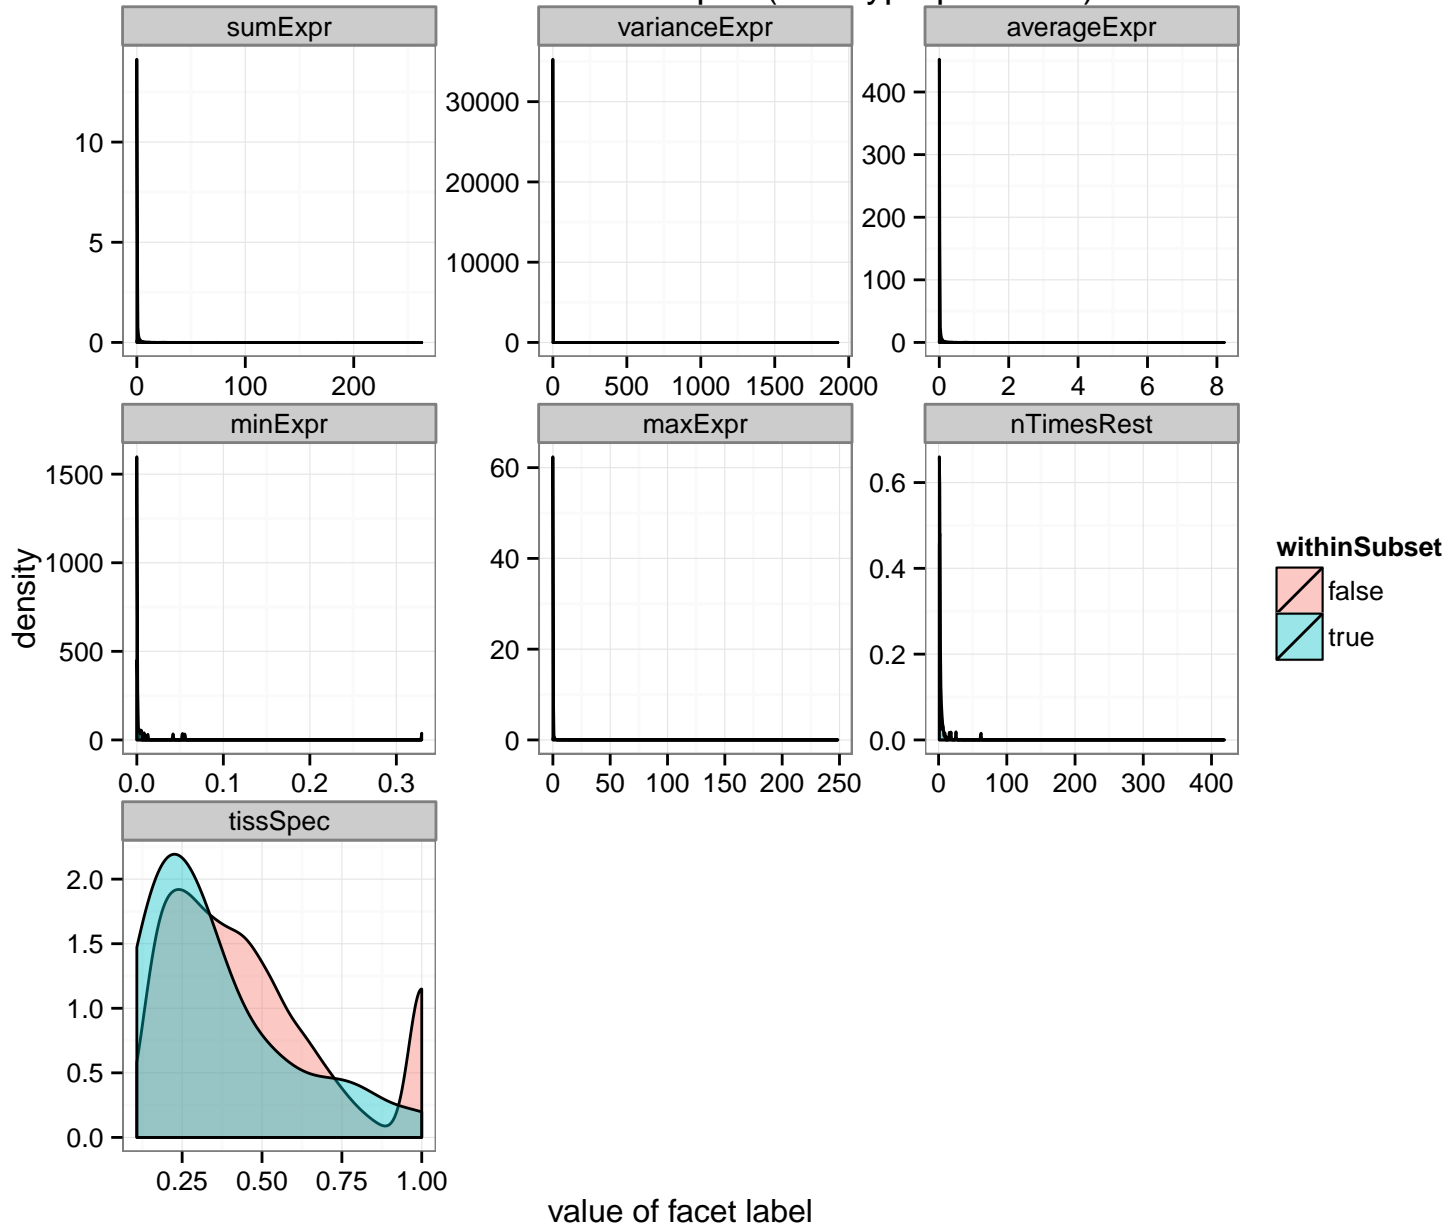 sumExpr varianceExpr averageExpr
10
5
0
0 100 200
30000
20000
10000
0
0 500 1000 1500 2000
400
300
200
100
0
0 2 4 6 8
minExpr maxExpr nTimesRest
1500
1000
500
0
0.0 0.1 0.2 0.3
60
40
20
0
0 50 100 150 200 250
0.6
0.4
0.2
0.0
0 100 200 300 400
density
withinSubset
false
true
tissSpec
2.0
1.5
1.0
0.5
0.0
0.25 0.50 0.75 1.00
value of facet label